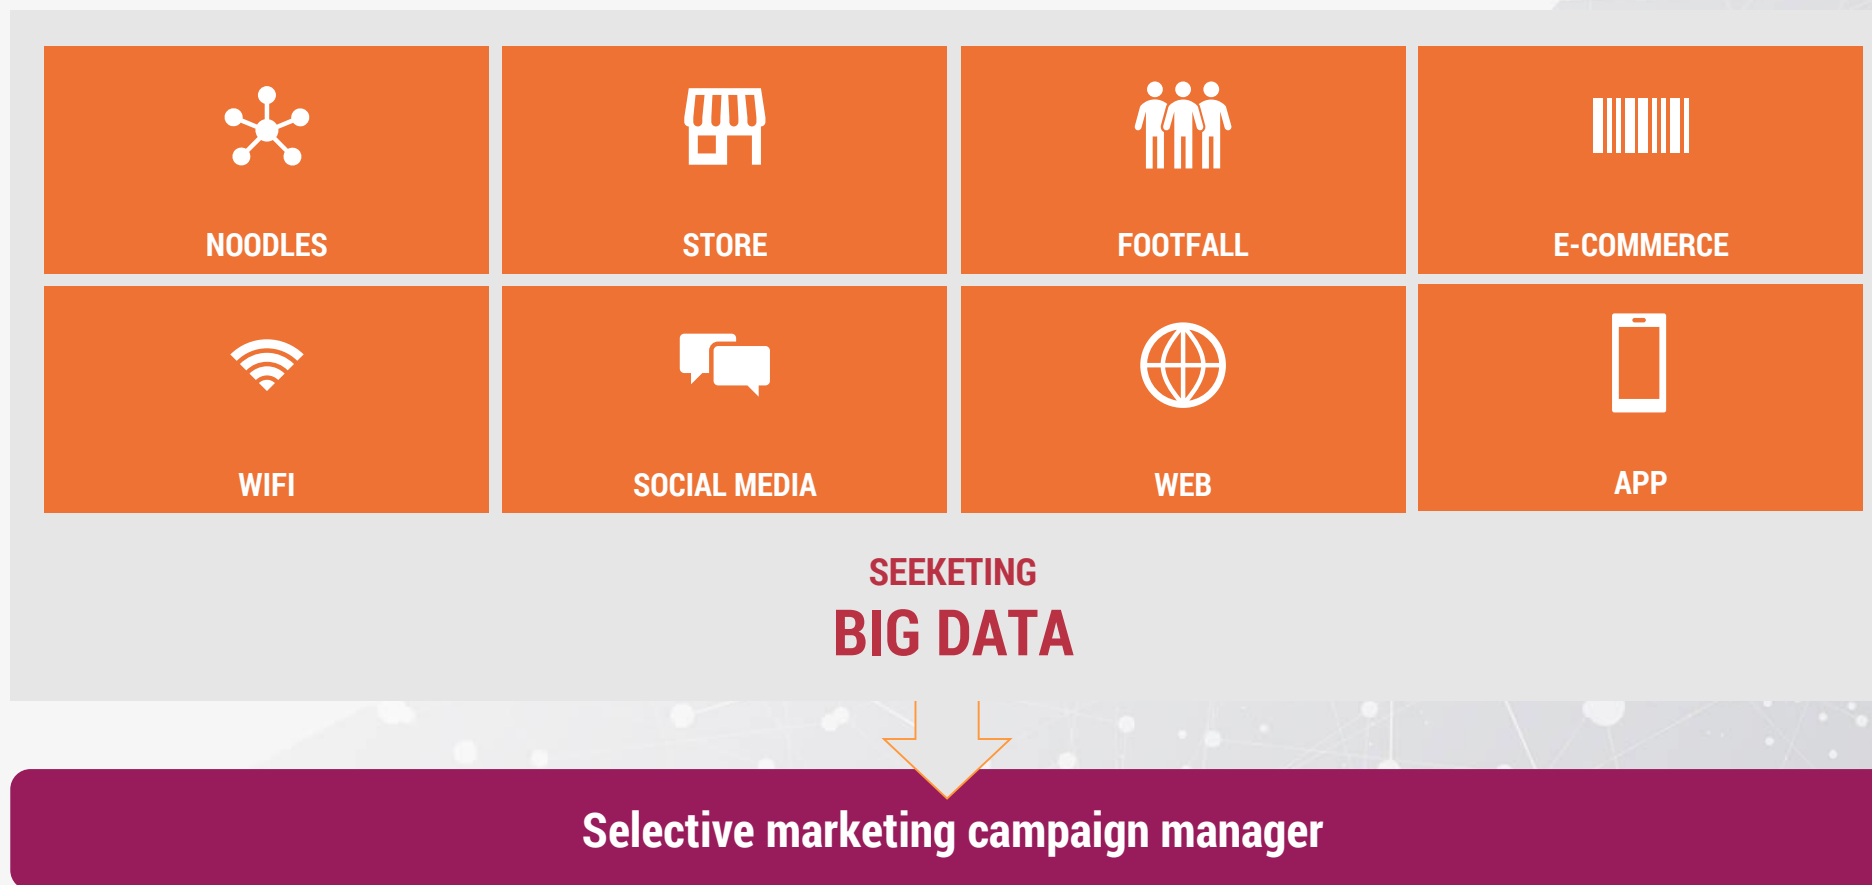 NOODLES
STORE
FOOTFALL
E-COMMERCE
WIFI
SOCIAL MEDIA
WEB
APP
SEEKETING
BIG DATA
Selective marketing campaign manager